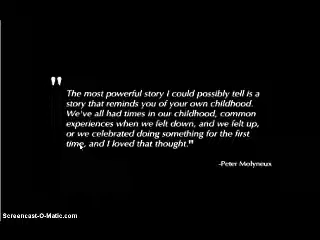 "
The most powerful story I could possibly tell is a
story that reminds you of your own childhood.
We've all had times in our childhood, common
experiences when we felt down, and we felt up,
or we celebrated doing something for the first
time, and I loved that thought."
-Peter Molyneux
Screencast-O-Matic.com